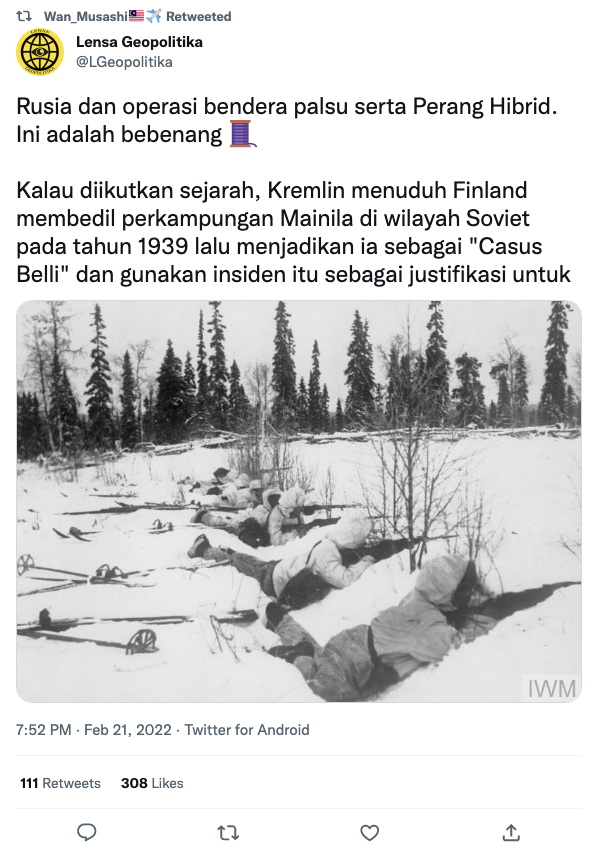 Wan_Musashi🇲🇾✈️ Retweeted
Lensa Geopolitika
@LGeopolitika
Rusia dan operasi bendera palsu serta Perang Hibrid.
Ini adalah bebenang 🧵
Kalau diikutkan sejarah, Kremlin menuduh Finland
membedil perkampungan Mainila di wilayah Soviet
pada tahun 1939 lalu menjadikan ia sebagai "Casus
Belli" dan gunakan insiden itu sebagai justifikasi untuk
IWM
7:52 PM · Feb 21, 2022 · Twitter for Android
111 Retweets 308 Likes